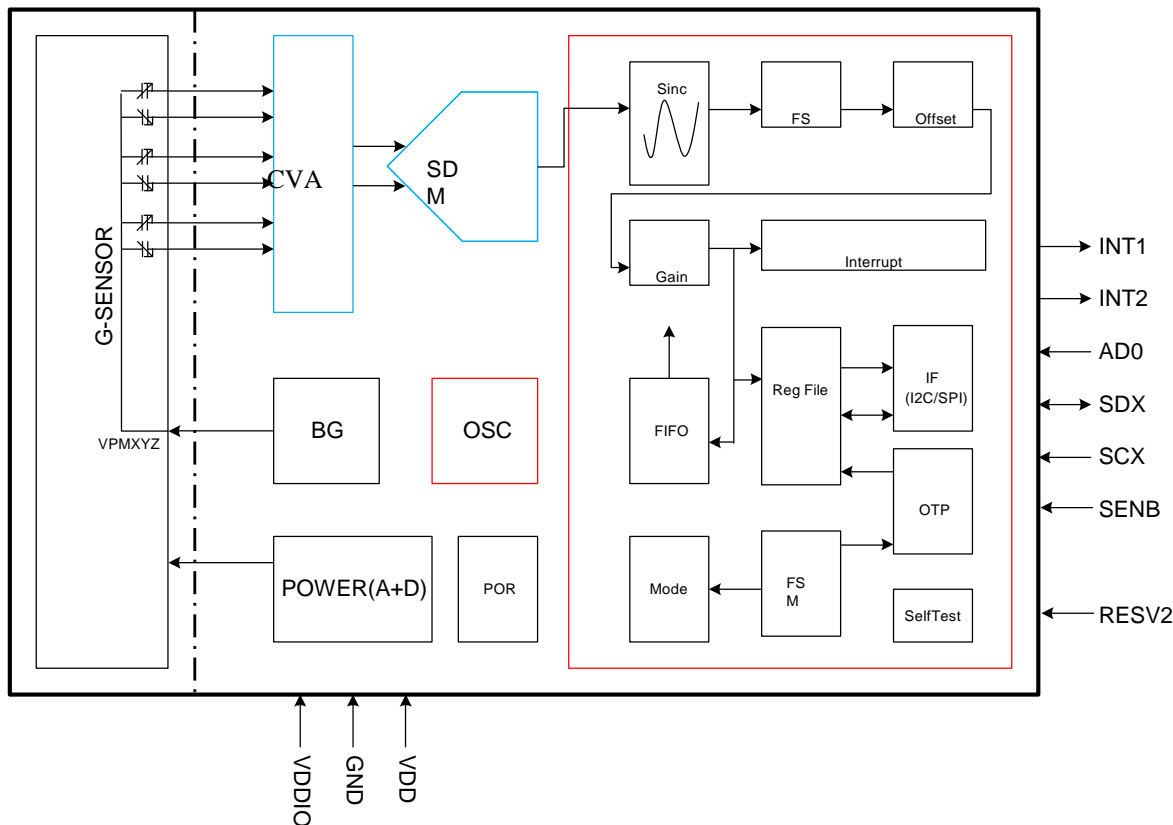 Sinc
FS
Offset
CVA
SD
M
G-SENSOR
Gain
Interrupt
INT1
INT2
AD0
SDX
SCX
SENB
RESV2
VPMXYZ
BG
OSC
FIFO
Reg File
IF
(I2C/SPI)
OTP
POWER(A+D)
POR
Mode
FS
M
SelfTest
VDDIO
GND
VDD